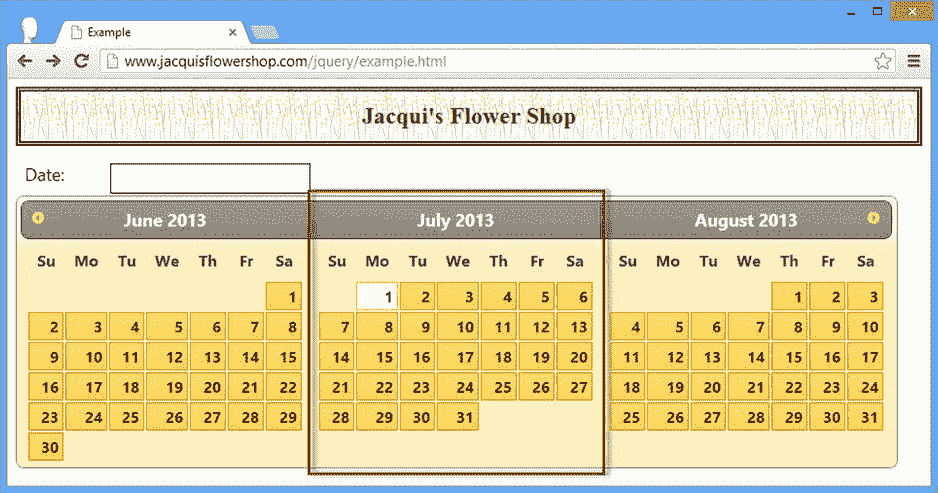 Example
www.jacquisflowershop.com/jquery/example.html
Jacqui's Flower Shop
Date:
June 2013 July 2013 August 2013
Su Mo Tu We Th Fr Sa Su Mo Tu We Th Fr Sa Su Mo Tu We Th Fr Sa
1 1 2 3 4 5 6 1 2 3
2 3 4 5 6 7 8 7 8 9 10 11 12 13 4 5 6 7 8 9 10
9 10 11 12 13 14 15 14 15 16 17 18 19 20 11 12 13 14 15 16 17
16 17 18 19 20 21 22 21 22 23 24 25 26 27 18 19 20 21 22 23 24
23 24 25 26 27 28 29 28 29 30 31 25 26 27 28 29 30 31
30